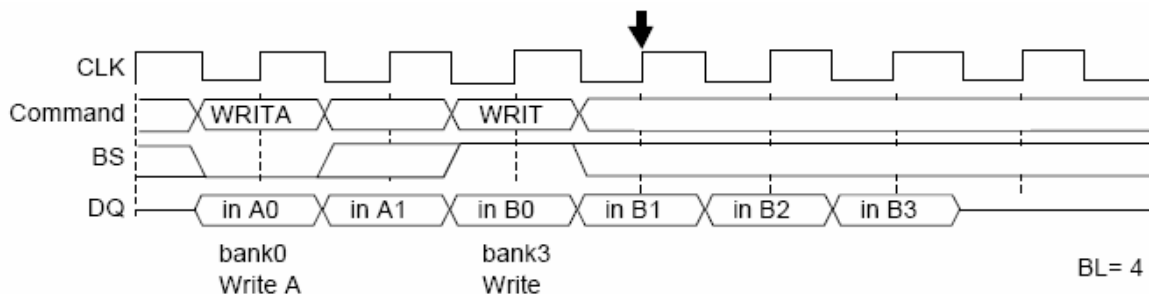 CLK
Command WRITA WRIT
BS
DQ in A0 in A1 in B0 in B1 in B2 in B3
bank0 bank3
Write A Write
BL= 4